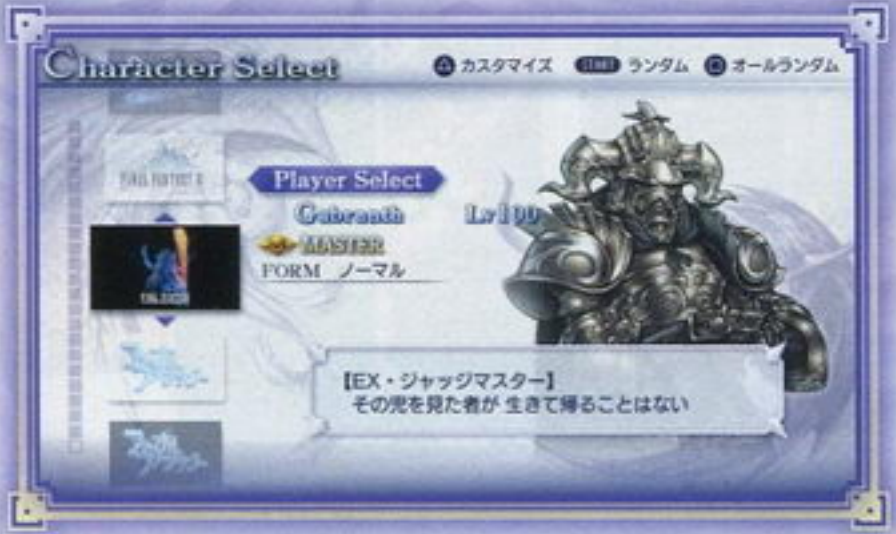 Character Select
カスタマイズ START ランダム オールランダム
Player Select
Gabranth Lv100
MASTER
FORM ノーマル
【EX・ジャッジマスター】
その児を見た者が 生きて帰ることはない